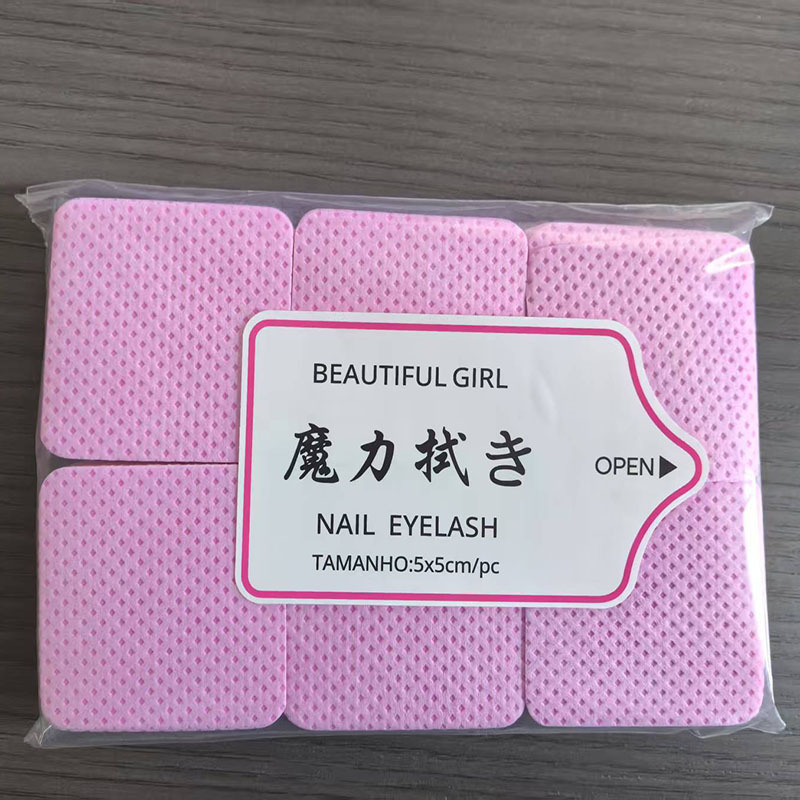 BEAUTIFUL GIRL
魔力拭き
OPEN▶
NAIL EYELASH
TAMANHO:5x5cm/pc